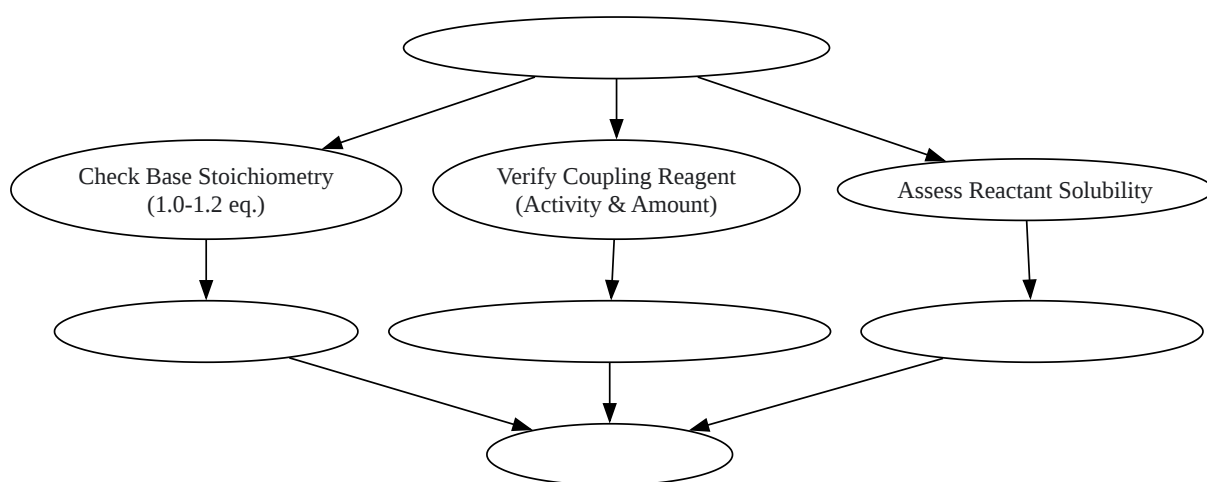 Check Base Stoichiometry
(1.0-1.2 eq.)
Verify Coupling Reagent
(Activity & Amount)
Assess Reactant Solubility